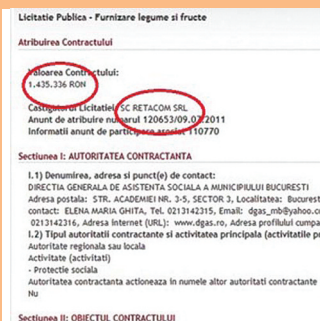 Licitatie Publica - Furnizare legume si fructe
Atribuirea Contractului
Valoarea Contractului:
1.435.336 RON
Castigatorul Licitatiei: SC RETACOM SRL
Anunt de atribuire numarul 120653/09.07.2011
Informatii anunt de participare asociat 110770
Sectiunea I: AUTORITATEA CONTRACTANTA
I.1) Denumirea, adresa si punct(e) de contact:
DIRECTIA GENERALA DE ASISTENTA SOCIALA A MUNICIPIULUI BUCURESTI
Adresa postala: STR. ACADEMIEI NR. 3-5, SECTOR 3, Localitatea: Bucurest
contact: ELENA MARIA GHITA, Tel. 0213142315, Email: dgas_mb@yahoo.co
0213142316, Adresa internet (URL): www.dgas.ro, Adresa profilului cumpa
I.2) Tipul autoritatii contractante si activitatea principala (activitatile pri
Autoritate regionala sau locala
Activitate (activitati)
- Protectie sociala
Autoritatea contractanta actioneaza in numele altor autoritati contractante
Nu
Sectiunea II: OBIECTUL CONTRACTULUI